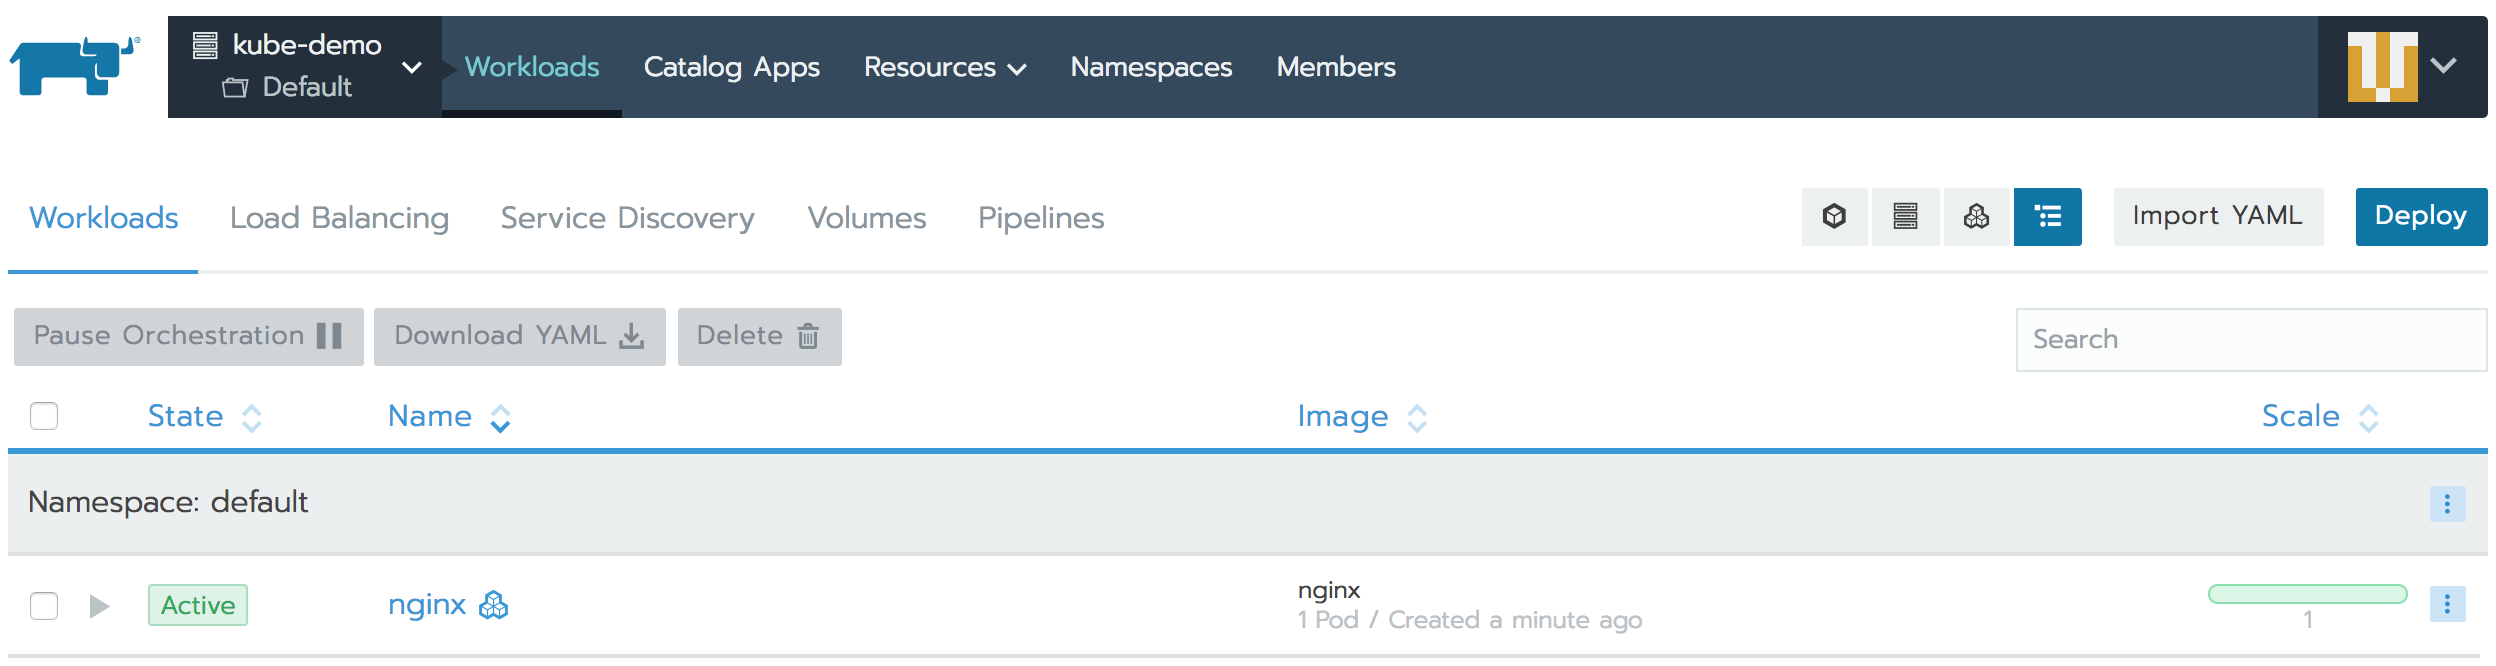 kube-demo
Default
Workloads Catalog Apps Resources Namespaces Members
Workloads Load Balancing Service Discovery Volumes Pipelines Import YAML Deploy
Pause Orchestration Download YAML Delete Search
State Name Image Scale
Namespace: default
Active nginx nginx
1 Pod / Created a minute ago 1